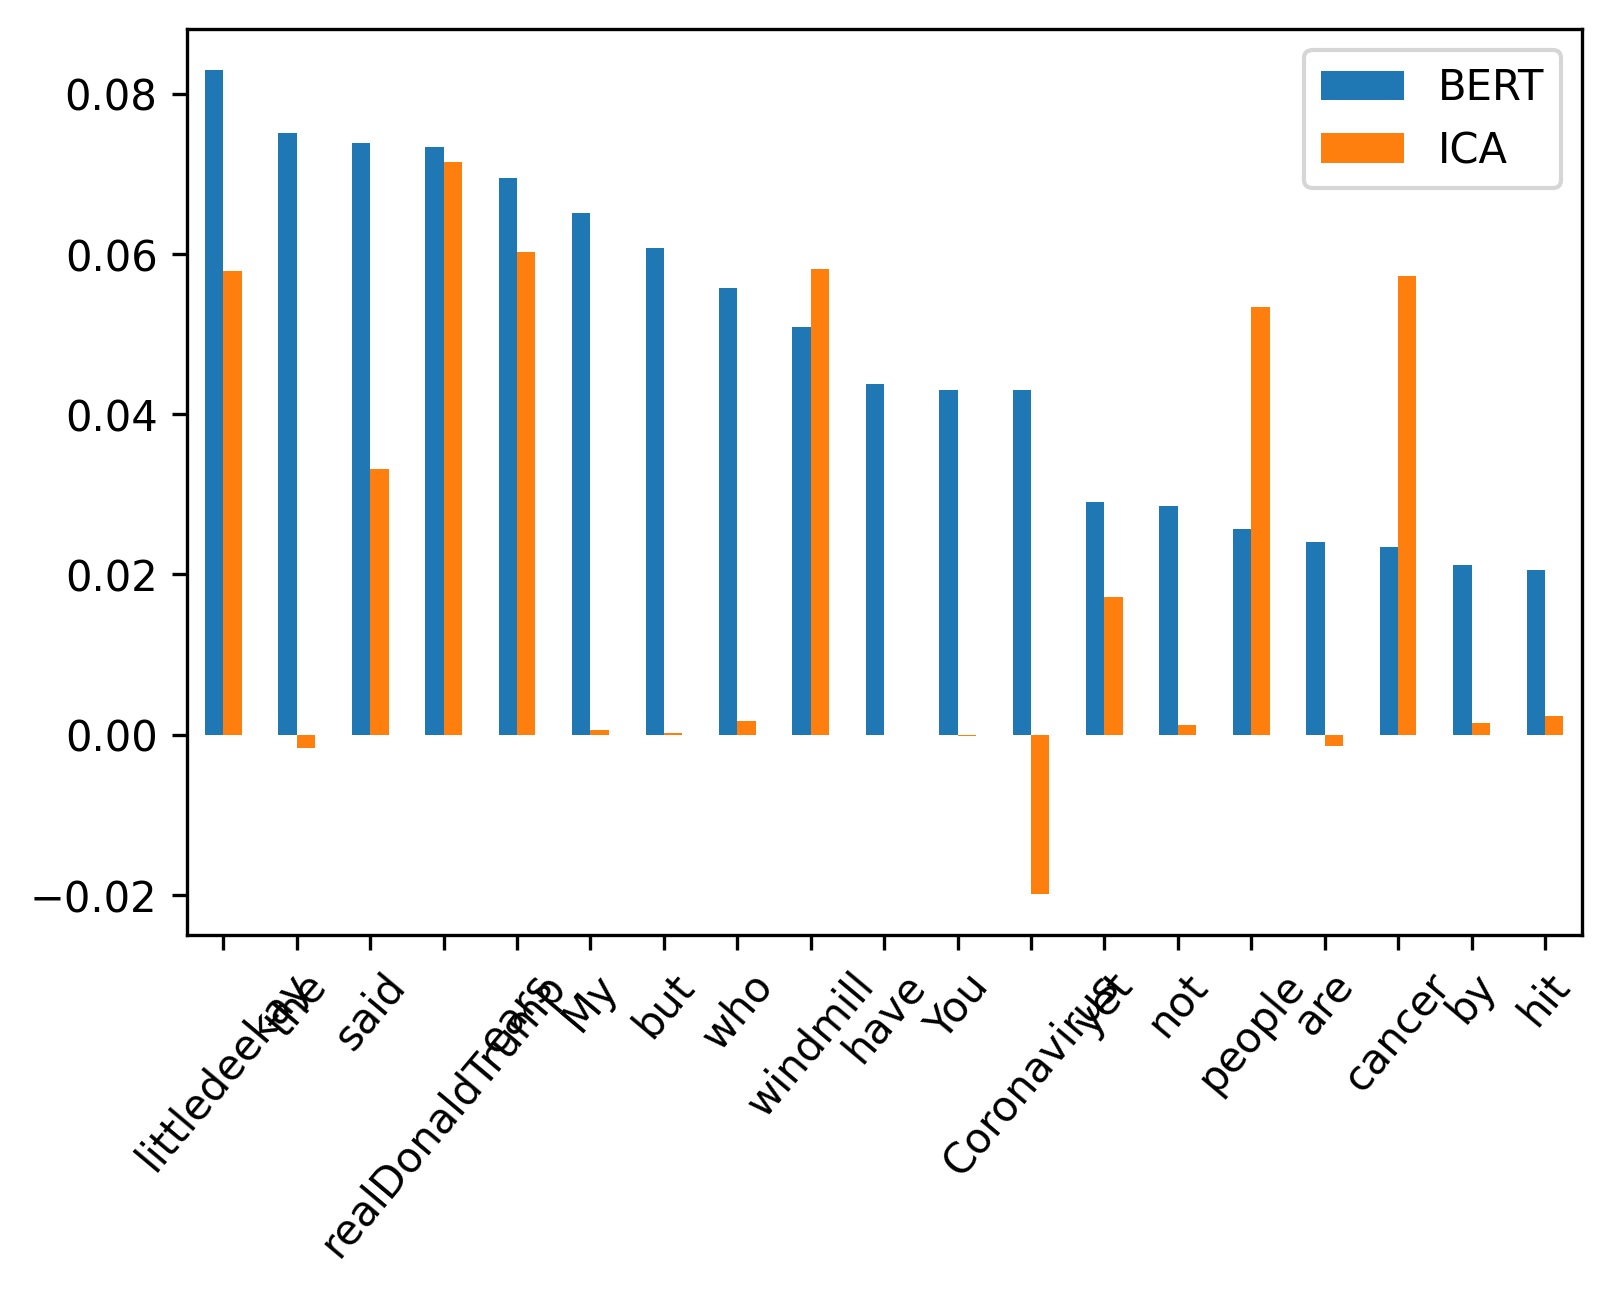 BERT
ICA
0.08
0.06
0.04
0.02
0.00
−0.02
littledeekay
the
said
realDonaldTrump
ears
My
but
who
windmill
have
You
Coronavirus
yet
not
people
are
cancer
by
hit